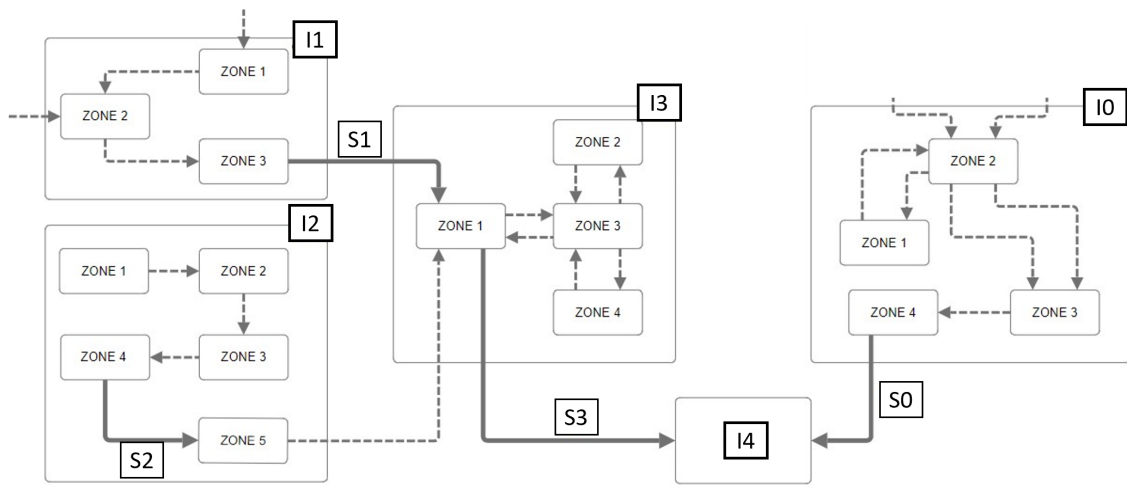 I1
ZONE 1
ZONE 2
ZONE 3
S1
I3
ZONE 2
ZONE 1
ZONE 3
ZONE 4
I0
ZONE 2
ZONE 1
ZONE 4
ZONE 3
I2
ZONE 1
ZONE 2
ZONE 4
ZONE 3
S2
ZONE 5
S3
I4
S0